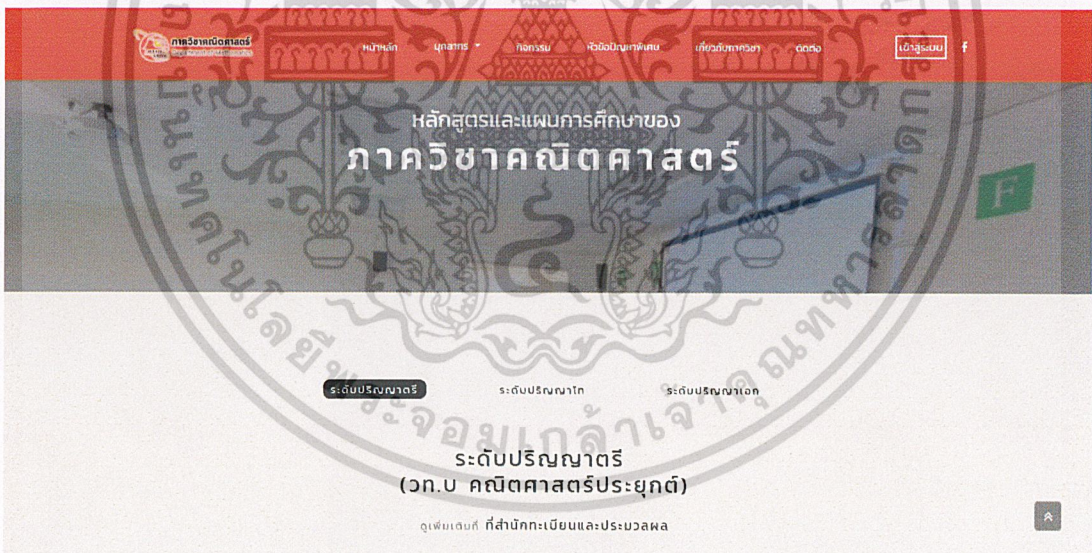 ภาควิชาคณิตศาสตร์
หน้าหลัก บุคลากร กิจกรรม หัวข้อปัญหาพิเศษ เกี่ยวกับภาควิชา ติดต่อ เข้าสู่ระบบ f
หลักสูตรและแผนการศึกษาของ
ภาควิชาคณิตศาสตร์
F
ระดับปริญญาตรี ระดับปริญญาโท ระดับปริญญาเอก
ระดับปริญญาตรี
(วท.บ คณิตศาสตร์ประยุกต์)
ดูเพิ่มเติมที่ ที่สำนักทะเบียนและประมวลผล